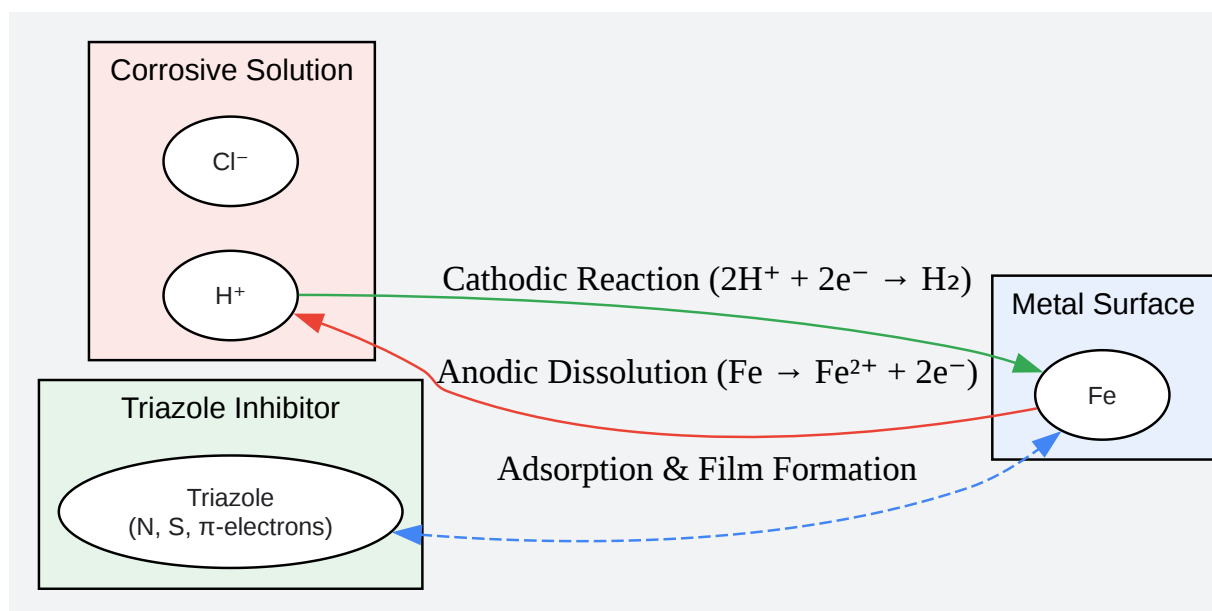 Corrosive Solution
Cl⁻
H⁺
Cathodic Reaction (2H⁺ + 2e⁻ → H₂)
Metal Surface
Anodic Dissolution (Fe → Fe²⁺ + 2e⁻)
Fe
Triazole Inhibitor
Adsorption & Film Formation
Triazole
(N, S, π-electrons)